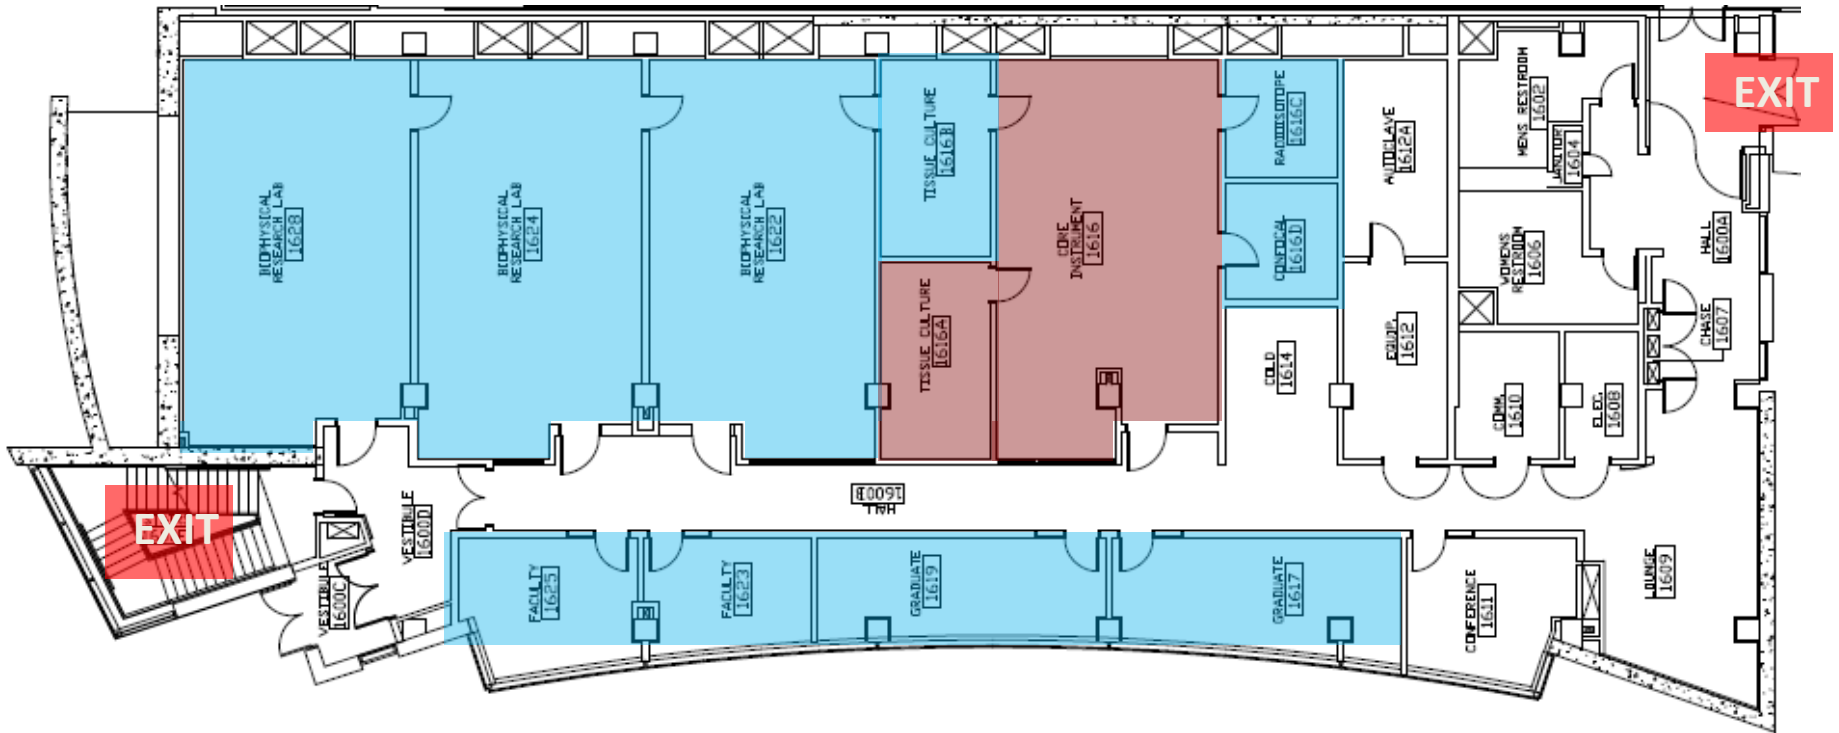 BIOPHYSICAL
RESEARCH LAB
1628
BIOPHYSICAL
RESEARCH LAB
1624
BIOPHYSICAL
RESEARCH LAB
1622
TISSUE CULTURE
1616B
TISSUE CULTURE
1616A
CORE
INSTRUMENT
1616
RADIOISOTOPE
1616C
CONFOCAL
1616D
AUTOCLAVE
1612A
COLD
1614
EQUIP.
1612
MENS RESTROOM
1602
JANITOR
1604
WOMENS
RESTROOM
1606
COMM.
1610
ELEC.
1608
HALL
1600A
CHASE
1607
EXIT
HALL
1600B
EXIT
VESTIBULE
1600D
VESTIBULE
1600C
FACULTY
1625
FACULTY
1623
GRADUATE
1619
GRADUATE
1617
CONFERENCE
1611
LOUNGE
1609